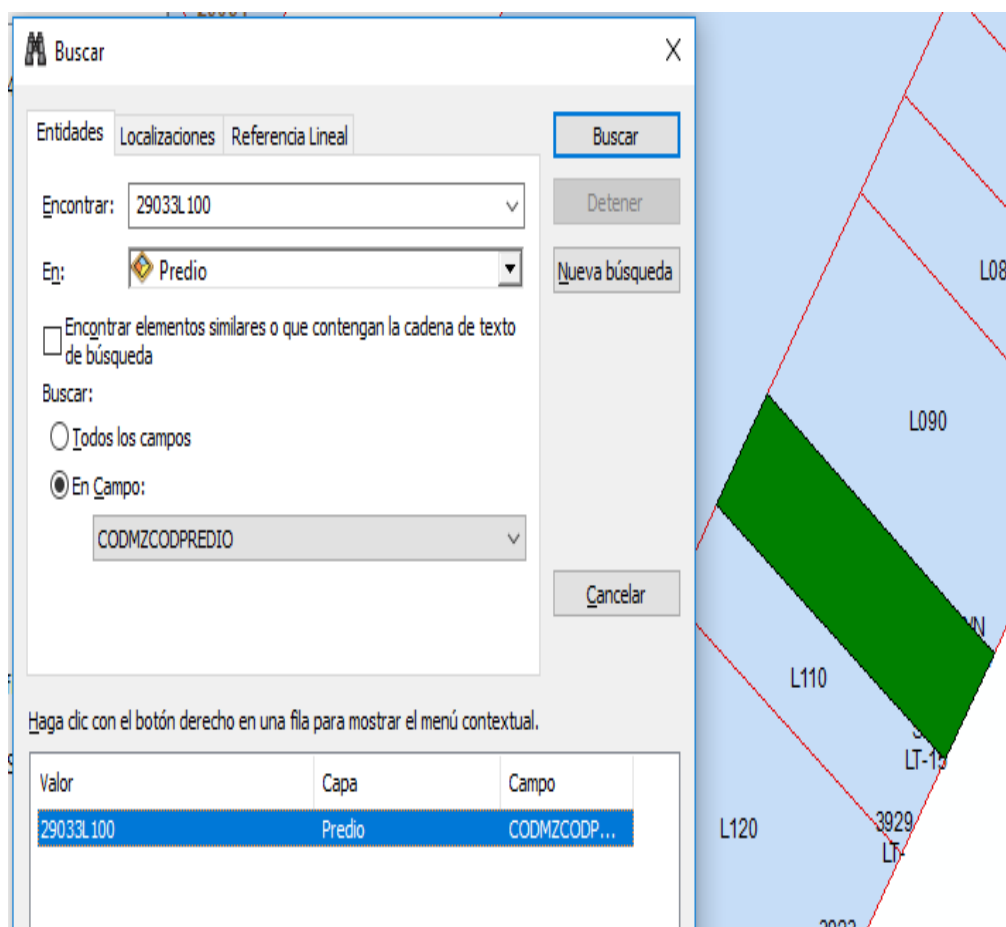 Buscar
Entidades
Localizaciones
Referencia Lineal
Buscar
Encontrar:
29033L100
Detener
En:
Predio
Nueva búsqueda
Encontrar elementos similares o que contengan la cadena de texto
de búsqueda
Buscar:
Todos los campos
En Campo:
CODMZCODPREDIO
Cancelar
Haga clic con el botón derecho en una fila para mostrar el menú contextual.
Valor
Capa
Campo
29033L100
Predio
CODMZCODP...
L08
L090
L110
LT-15
L120
3929
LT-